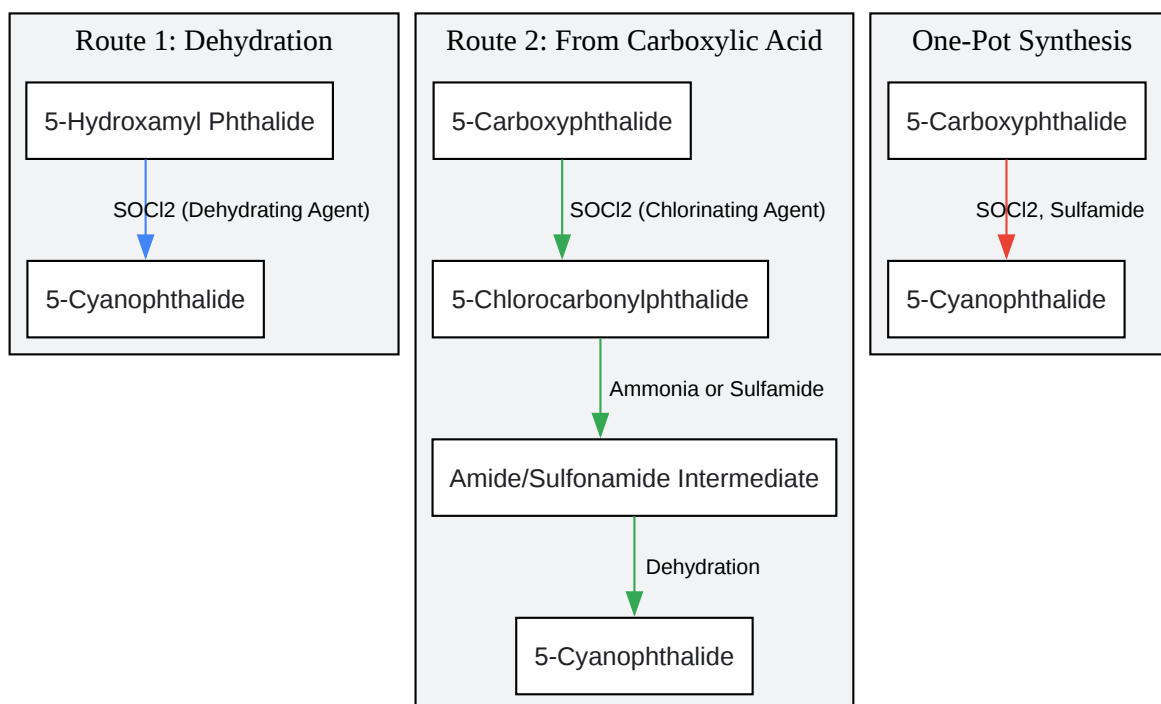 Route 1: Dehydration
5-Hydroxamyl Phthalide
SOCl2 (Dehydrating Agent)
5-Cyanophthalide
Route 2: From Carboxylic Acid
5-Carboxyphthalide
SOCl2 (Chlorinating Agent)
5-Chlorocarbonylphthalide
Ammonia or Sulfamide
Amide/Sulfonamide Intermediate
Dehydration
5-Cyanophthalide
One-Pot Synthesis
5-Carboxyphthalide
SOCl2, Sulfamide
5-Cyanophthalide